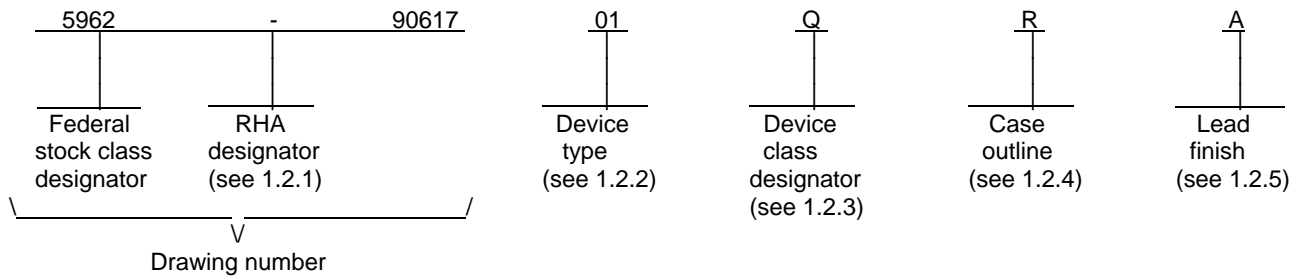 5962 - 90617 01 Q R A
Federal stock class designator
RHA designator (see 1.2.1)
Device type (see 1.2.2)
Device class designator (see 1.2.3)
Case outline (see 1.2.4)
Lead finish (see 1.2.5)
Drawing number